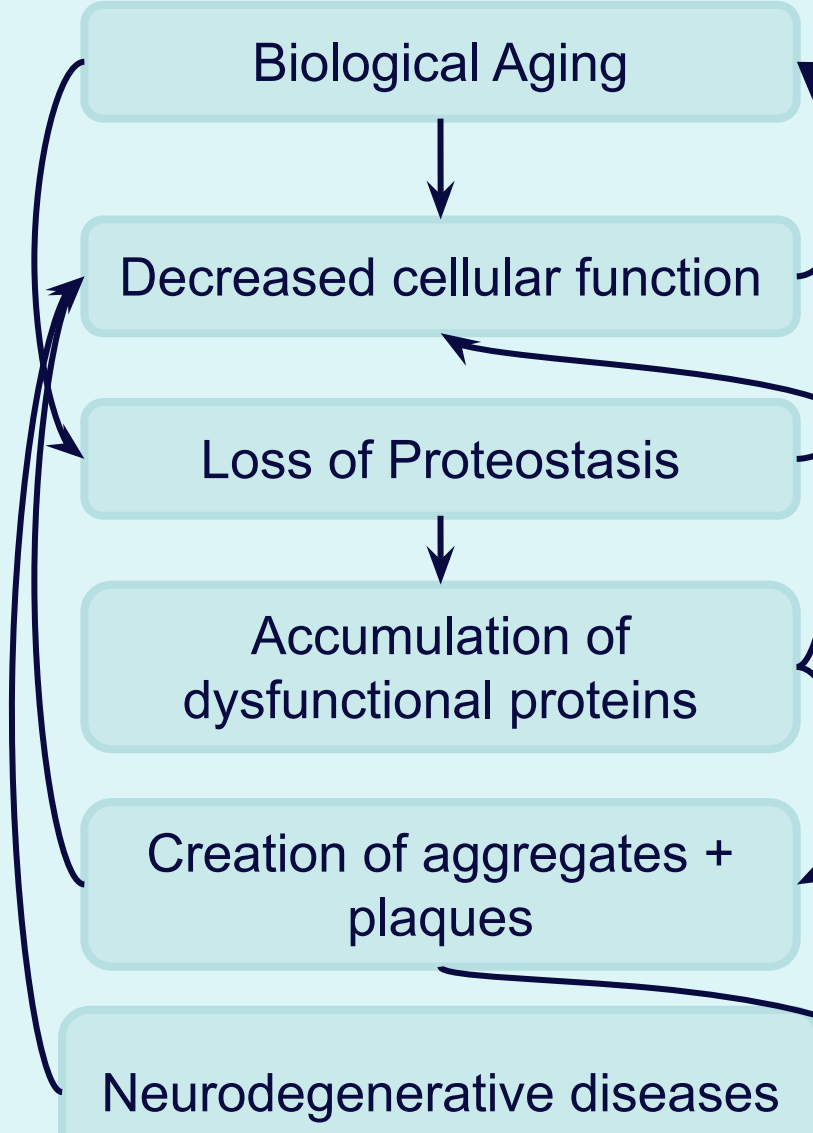 Biological Aging
Decreased cellular function
Loss of Proteostasis
Accumulation of
dysfunctional proteins
Creation of aggregates +
plaques
Neurodegenerative diseases